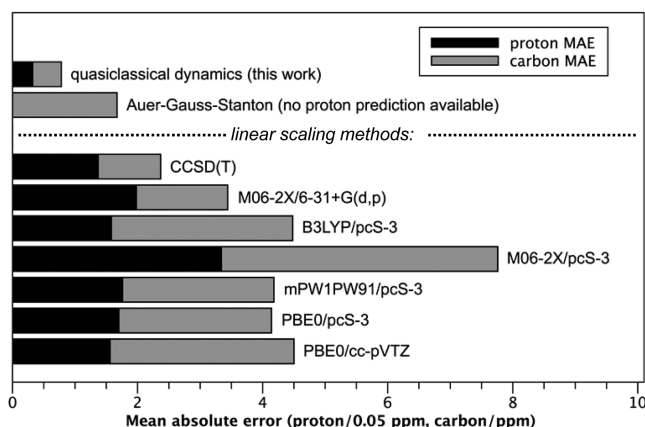 proton MAE
carbon MAE
quasiclassical dynamics (this work)
Auer-Gauss-Stanton (no proton prediction available)
linear scaling methods:
CCSD(T)
M06-2X/6-31+G(d,p)
B3LYP/pcS-3
M06-2X/pcS-3
mPW1PW91/pcS-3
PBE0/pcS-3
PBE0/cc-pVTZ
0 2 4 6 8 10
Mean absolute error (proton/0.05 ppm, carbon/ppm)